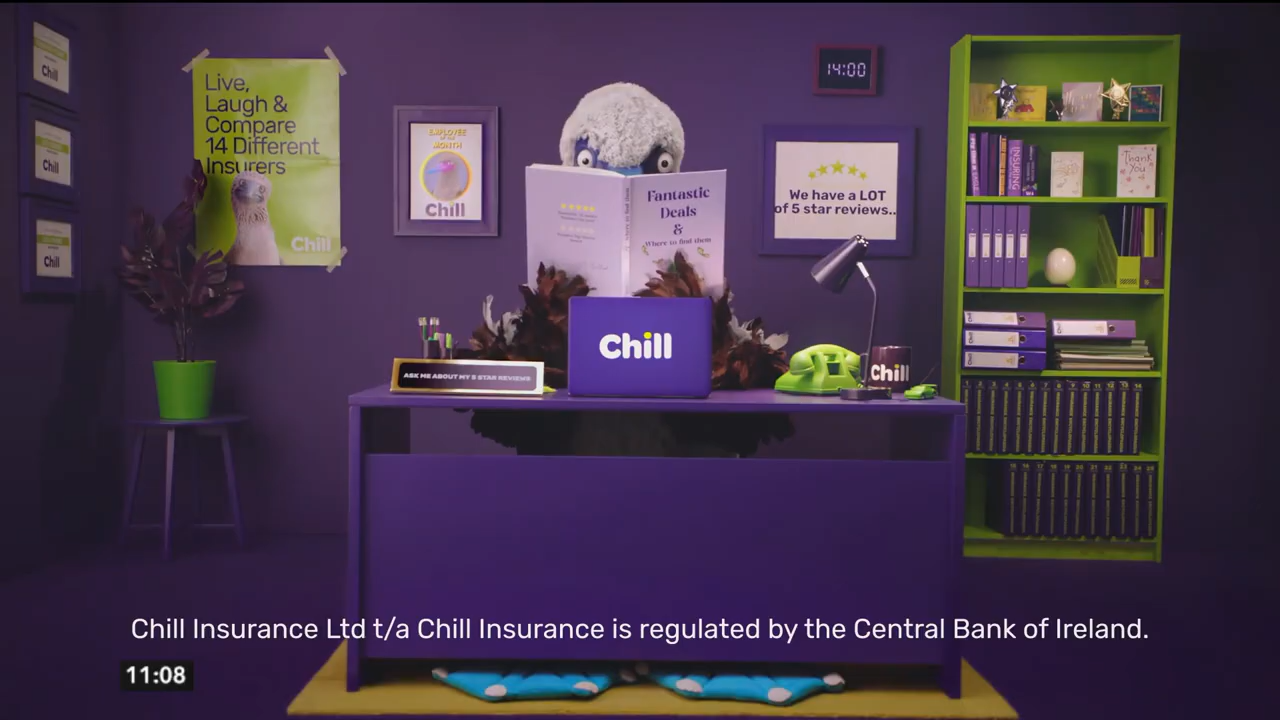 Chill
Chill
Chill
Live,
Laugh &
Compare
14 Different
Insurers
Chill
EMPLOYEE
OF THE
MONTH
Chill
Fantastic
Deals
&
Where to find them
14:00
We have a LOT
of 5 star reviews..
INSURING
Thank
You
ASK ME ABOUT MY 5 STAR REVIEWS
Chill
Chill
Chill Insurance Ltd t/a Chill Insurance is regulated by the Central Bank of Ireland.
11:08